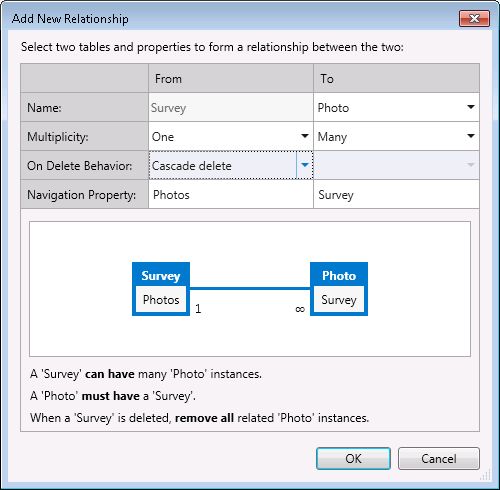 Add New Relationship
Select two tables and properties to form a relationship between the two:
From To
Name: Survey Photo
Multiplicity: One Many
On Delete Behavior: Cascade delete
Navigation Property: Photos Survey
Survey Photo
Photos Survey
1 ∞
A 'Survey' can have many 'Photo' instances.
A 'Photo' must have a 'Survey'.
When a 'Survey' is deleted, remove all related 'Photo' instances.
OK Cancel